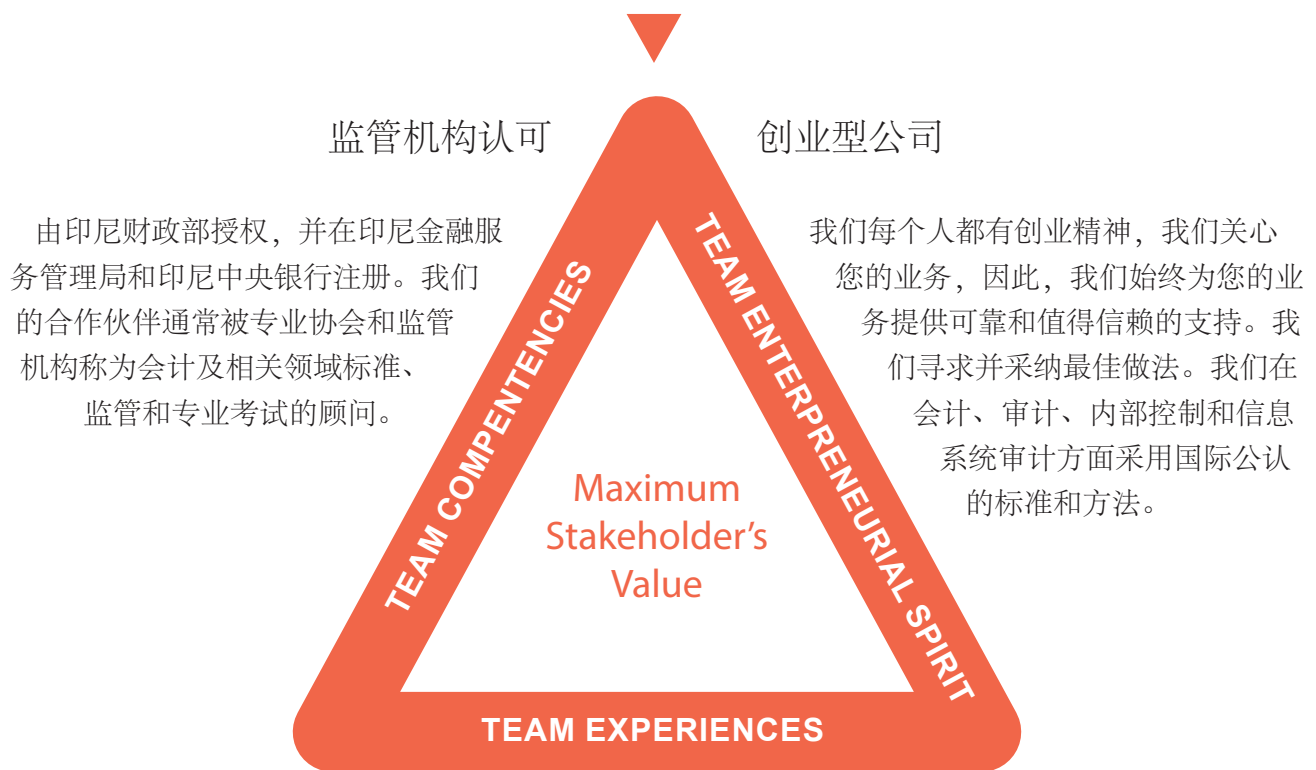 监管机构认可
由印尼财政部授权，并在印尼金融服
务管理局和印尼中央银行注册。我们
的合作伙伴通常被专业协会和监管
机构称为会计及相关领域标准、
监管和专业考试的顾问。
创业型公司
我们每个人都有创业精神，我们关心
您的业务，因此，我们始终为您的业
务提供可靠和值得信赖的支持。我
们寻求并采纳最佳做法。我们在
会计、审计、内部控制和信息
系统审计方面采用国际公认
的标准和方法。
TEAM COMPENTENCIES
TEAM ENTERPRENEURIAL SPIRIT
Maximum
Stakeholder’s
Value
TEAM EXPERIENCES